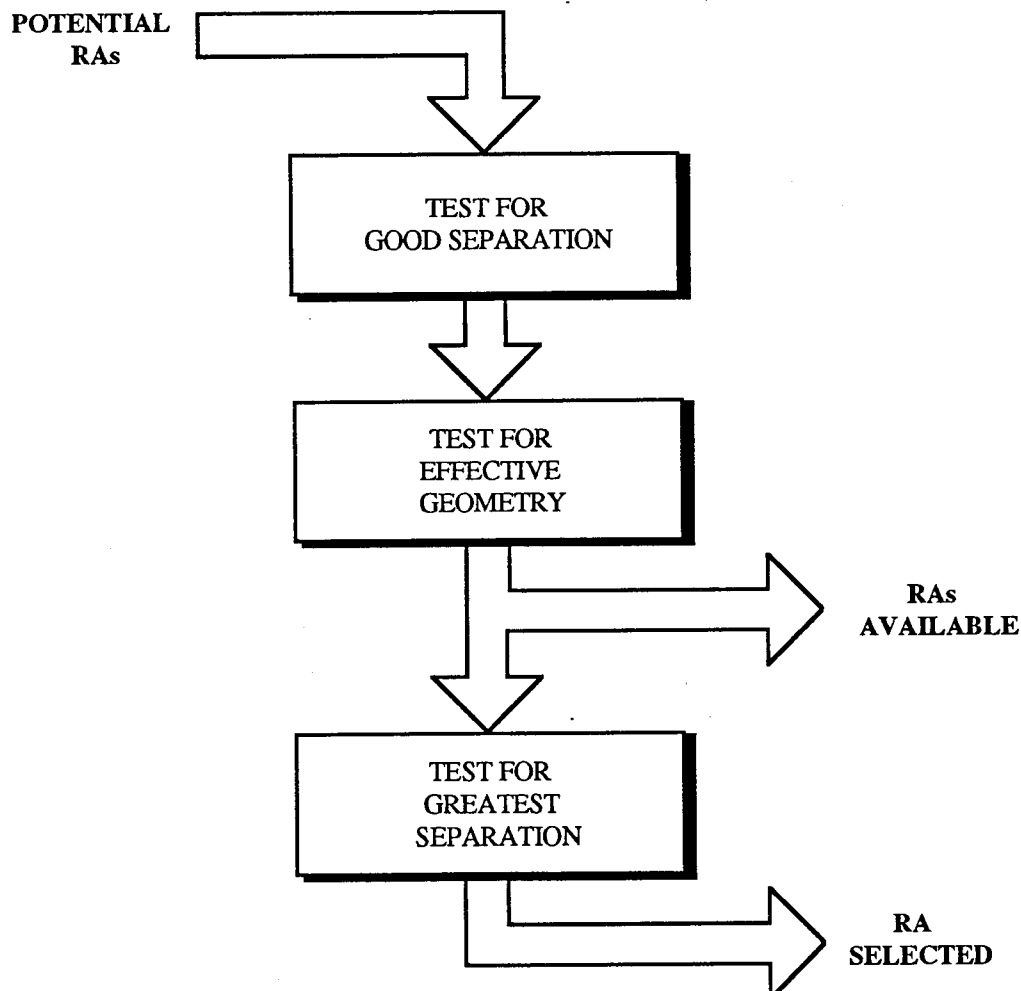 POTENTIAL
RAs
TEST FOR
GOOD SEPARATION
TEST FOR
EFFECTIVE
GEOMETRY
RAs
AVAILABLE
TEST FOR
GREATEST
SEPARATION
RA
SELECTED